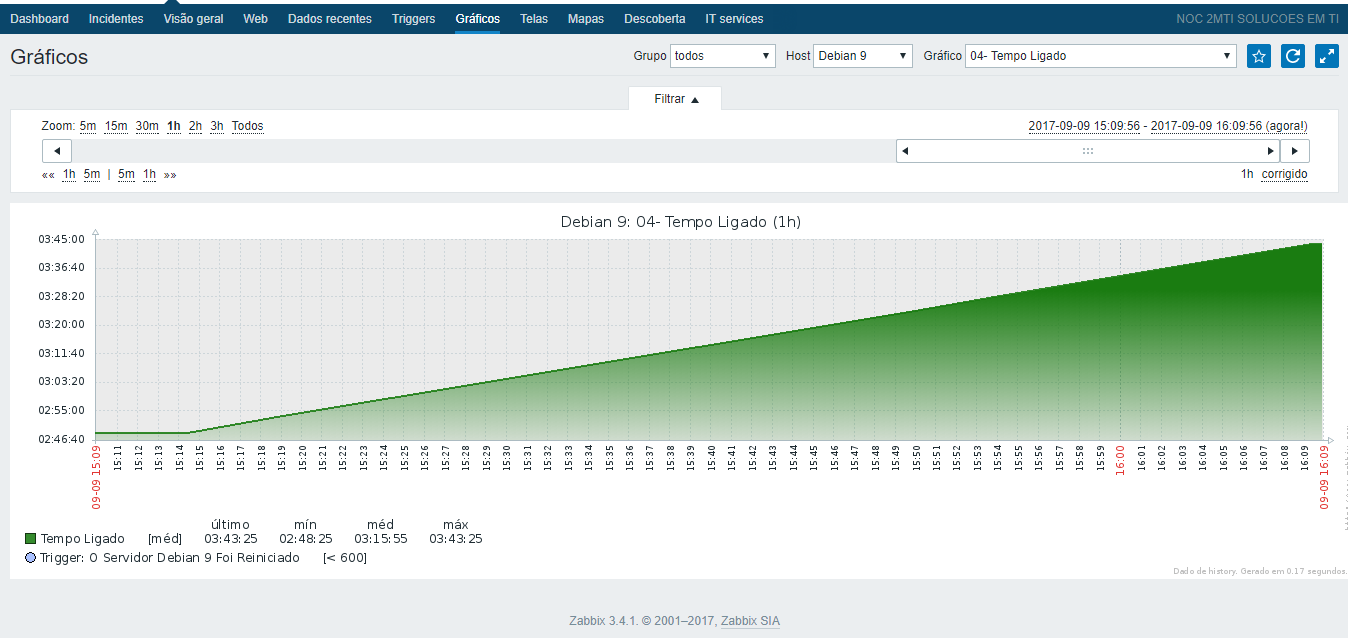 Dashboard Incidentes Visão geral Web Dados recentes Triggers Gráficos Telas Mapas Descoberta IT services NOC 2MTI SOLUCOES EM TI
Gráficos Grupo todos Host Debian 9 Gráfico 04- Tempo Ligado
Filtrar ▲
Zoom: 5m 15m 30m 1h 2h 3h Todos 2017-09-09 15:09:56 - 2017-09-09 16:09:56 (agora!)
«« 1h 5m | 5m 1h »» 1h corrigido
Debian 9: 04- Tempo Ligado (1h)
03:45:00
03:36:40
03:28:20
03:20:00
03:11:40
03:03:20
02:55:00
02:46:40
09-09 15:09 15:11 15:12 15:13 15:14 15:15 15:16 15:17 15:18 15:19 15:20 15:21 15:22 15:23 15:24 15:25 15:26 15:27 15:28 15:29 15:30 15:31 15:32 15:33 15:34 15:35 15:36 15:37 15:38 15:39 15:40 15:41 15:42 15:43 15:44 15:45 15:46 15:47 15:48 15:49 15:50 15:51 15:52 15:53 15:54 15:55 15:56 15:57 15:58 15:59 16:00 16:01 16:02 16:03 16:04 16:05 16:06 16:07 16:08 16:09 09-09 16:09
último mín méd máx
Tempo Ligado [méd] 03:43:25 02:48:25 03:15:55 03:43:25
Trigger: O Servidor Debian 9 Foi Reiniciado [< 600]
Dado de history. Gerado em 0.17 segundos.
Zabbix 3.4.1. © 2001–2017, Zabbix SIA